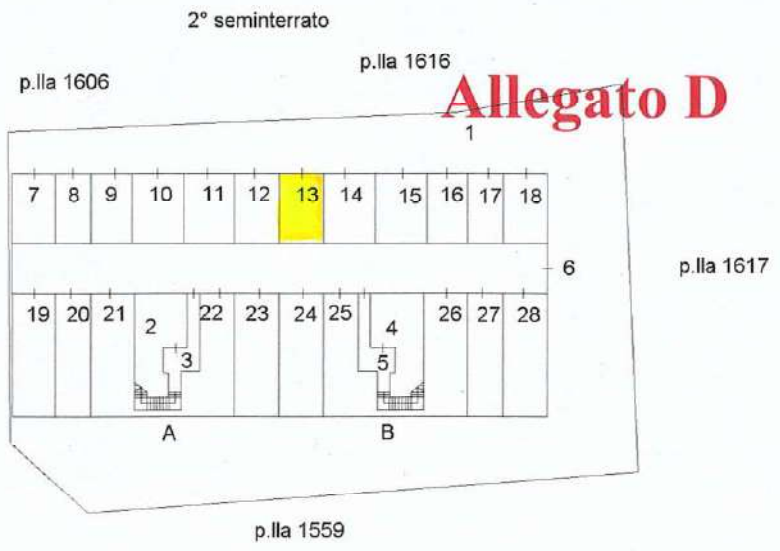 2° seminterrato
p.lla 1616
p.lla 1606
Allegato D
1
7 8 9 10 11 12 13 14 15 16 17 18
6
p.lla 1617
19 20 21 2 22 23 24 25 4 26 27 28
3 5
A B
p.lla 1559